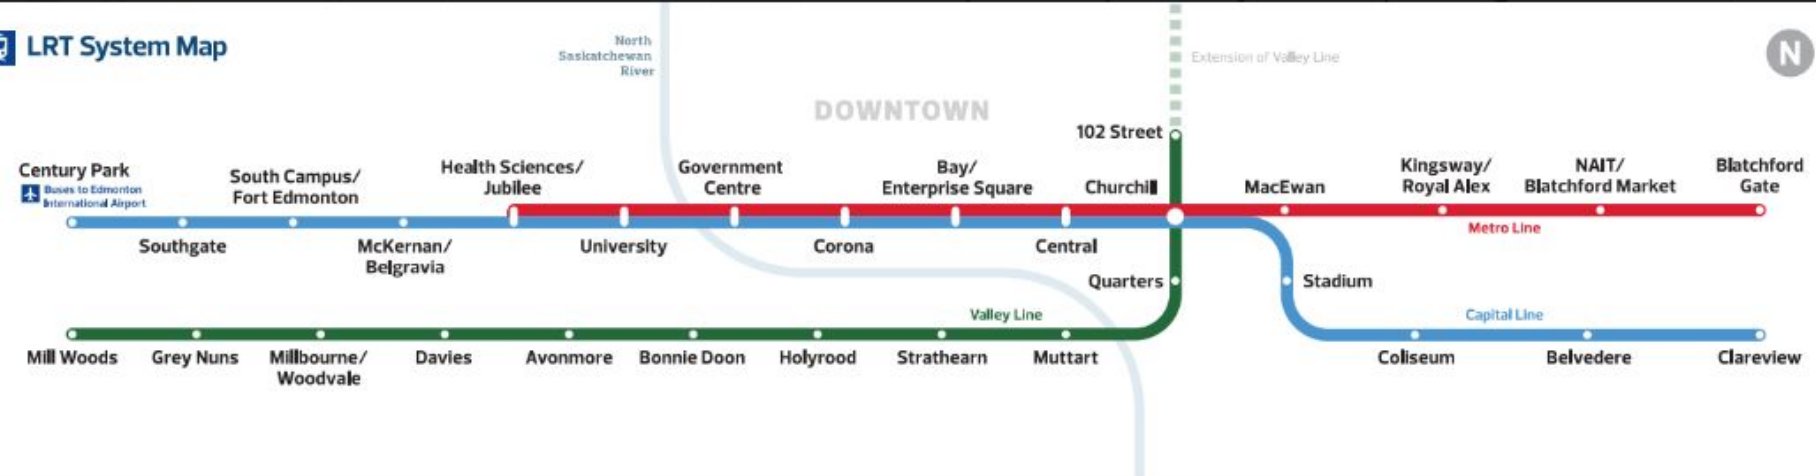 LRT System Map
North
Saskatchewan
River
Extension of Valley Line
N
DOWNTOWN
102 Street
Century Park
Buses to Edmonton
International Airport
South Campus/
Fort Edmonton
Health Sciences/
Jubilee
Government
Centre
Bay/
Enterprise Square
Churchill
MacEwan
Kingsway/
Royal Alex
NAIT/
Blatchford Market
Blatchford
Gate
Metro Line
Southgate
McKernan/
Belgravia
University
Corona
Central
Quarters
Stadium
Valley Line
Capital Line
Mill Woods
Grey Nuns
Millbourne/
Woodvale
Davies
Avonmore
Bonnie Doon
Holyrood
Strathearn
Muttart
Coliseum
Belvedere
Clareview